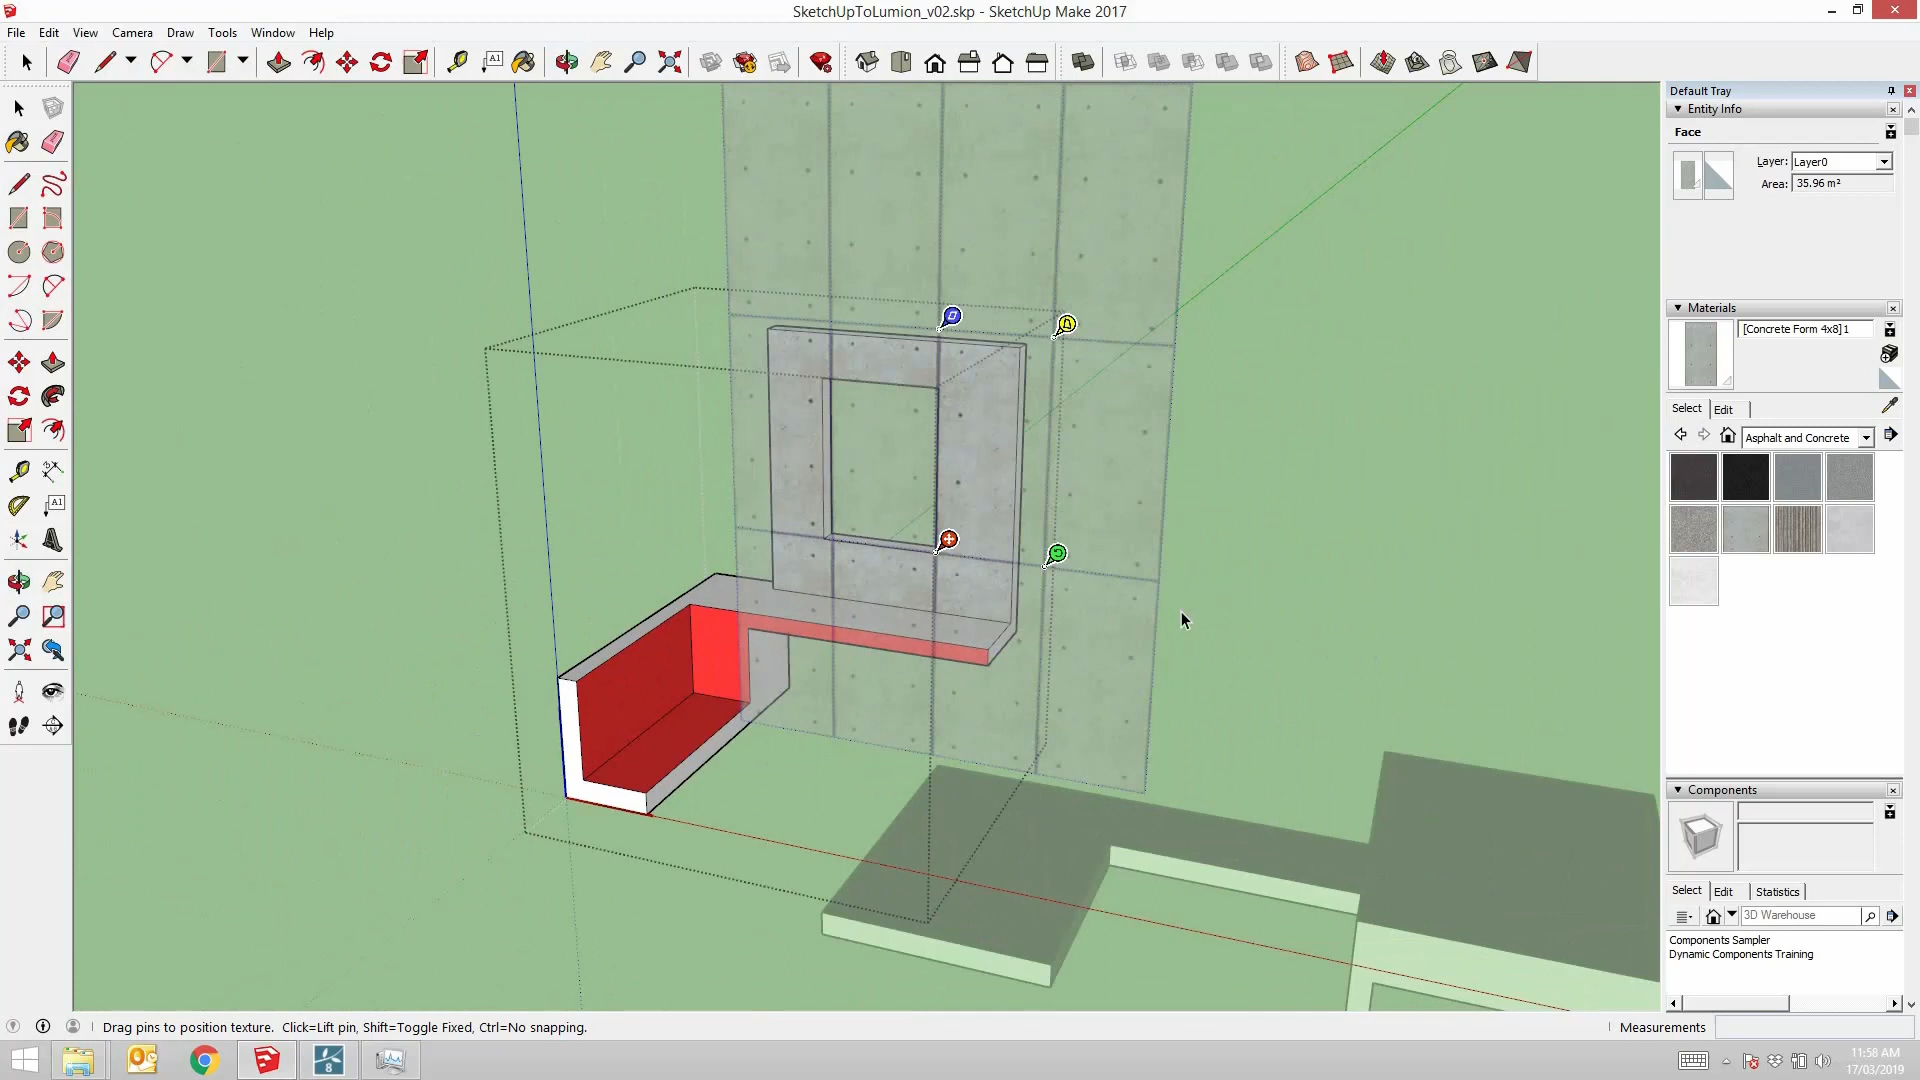 SketchUpToLumion_v02.skp - SketchUp Make 2017
File Edit View Camera Draw Tools Window Help
A1
Default Tray
Entity Info
Face
Layer: Layer0
Area: 35.96 m²
Materials
[Concrete Form 4x8]1
Select Edit
Asphalt and Concrete
A1
Components
Select Edit Statistics
3D Warehouse
Components Sampler
Dynamic Components Training
Drag pins to position texture. Click=Lift pin, Shift=Toggle Fixed, Ctrl=No snapping.
Measurements
8
11:58 AM
17/03/2019